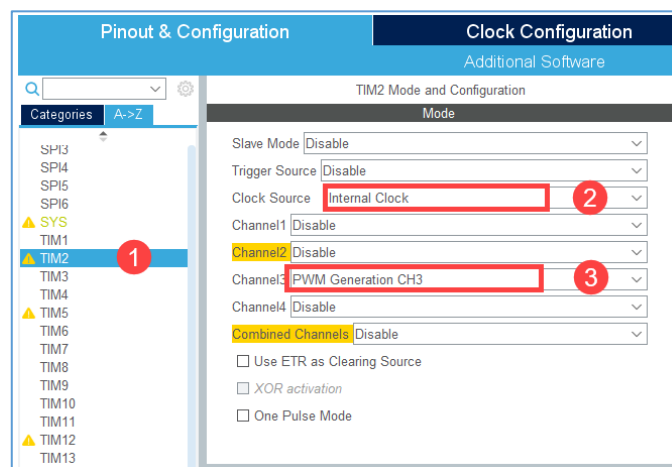 Pinout & Configuration
Clock Configuration
Additional Software
Categories
A->Z
SPI3
SPI4
SPI5
SPI6
SYS
TIM1
TIM2
1
TIM3
TIM4
TIM5
TIM6
TIM7
TIM8
TIM9
TIM10
TIM11
TIM12
TIM13
TIM2 Mode and Configuration
Mode
Slave Mode Disable
Trigger Source Disable
Clock Source Internal Clock 2
Channel1 Disable
Channel2 Disable
Channel3 PWM Generation CH3 3
Channel4 Disable
Combined Channels Disable
Use ETR as Clearing Source
XOR activation
One Pulse Mode